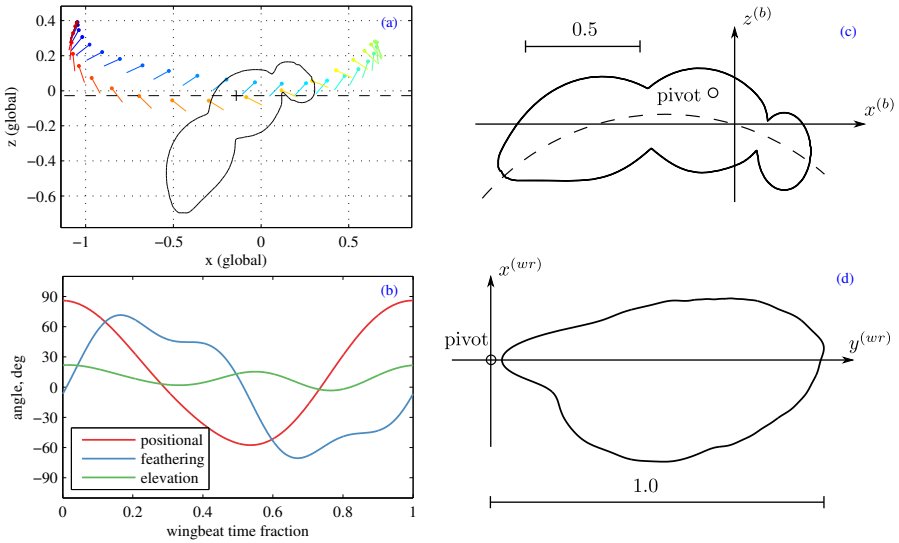 (a)
0.4
0.2
0
−0.2
−0.4
−0.6
z (global)
−1
−0.5
0
0.5
x (global)
(c)
z^(b)
0.5
pivot
x^(b)
(b)
90
60
30
0
−30
−60
−90
angle, deg
positional
feathering
elevation
0
0.2
0.4
0.6
0.8
1
wingbeat time fraction
(d)
x^(wr)
pivot
y^(wr)
1.0